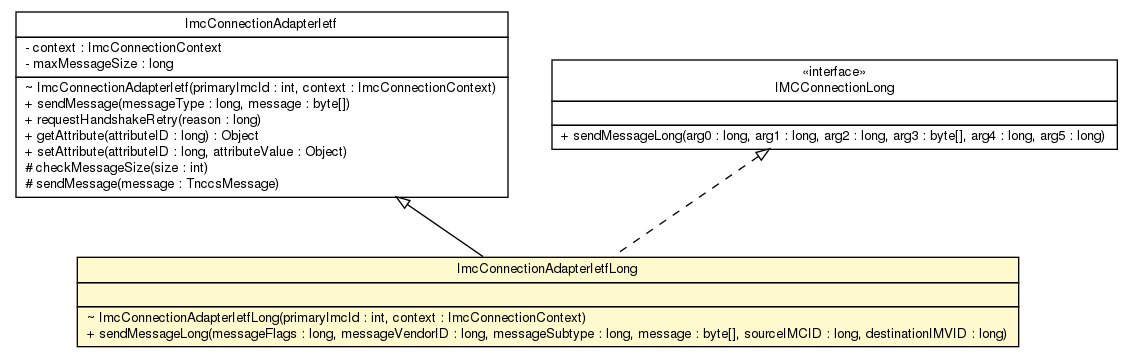 ImcConnectionAdapterIetf
- context : ImcConnectionContext
- maxMessageSize : long
~ ImcConnectionAdapterIetf(primaryImcId : int, context : ImcConnectionContext)
+ sendMessage(messageType : long, message : byte[])
+ requestHandshakeRetry(reason : long)
+ getAttribute(attributeID : long) : Object
+ setAttribute(attributeID : long, attributeValue : Object)
# checkMessageSize(size : int)
# sendMessage(message : TnccsMessage)
«interface»
IMCConnectionLong
+ sendMessageLong(arg0 : long, arg1 : long, arg2 : long, arg3 : byte[], arg4 : long, arg5 : long)
ImcConnectionAdapterIetfLong
~ ImcConnectionAdapterIetfLong(primaryImcId : int, context : ImcConnectionContext)
+ sendMessageLong(messageFlags : long, messageVendorID : long, messageSubtype : long, message : byte[], sourceIMCID : long, destinationIMVID : long)